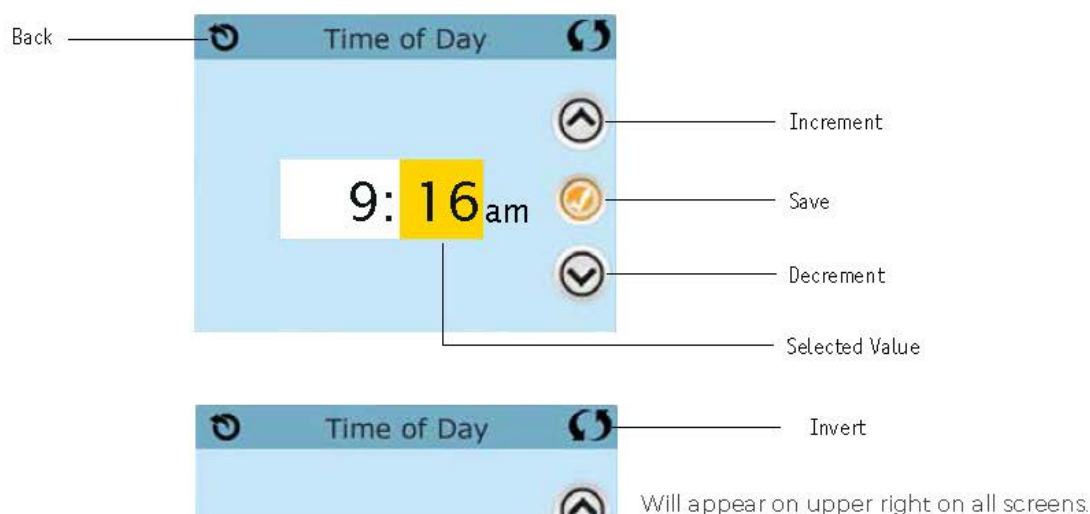 Back
Time of Day
Increment
9:16am
Save
Decrement
Selected Value
Time of Day
Invert
Will appear on upper right on all screens